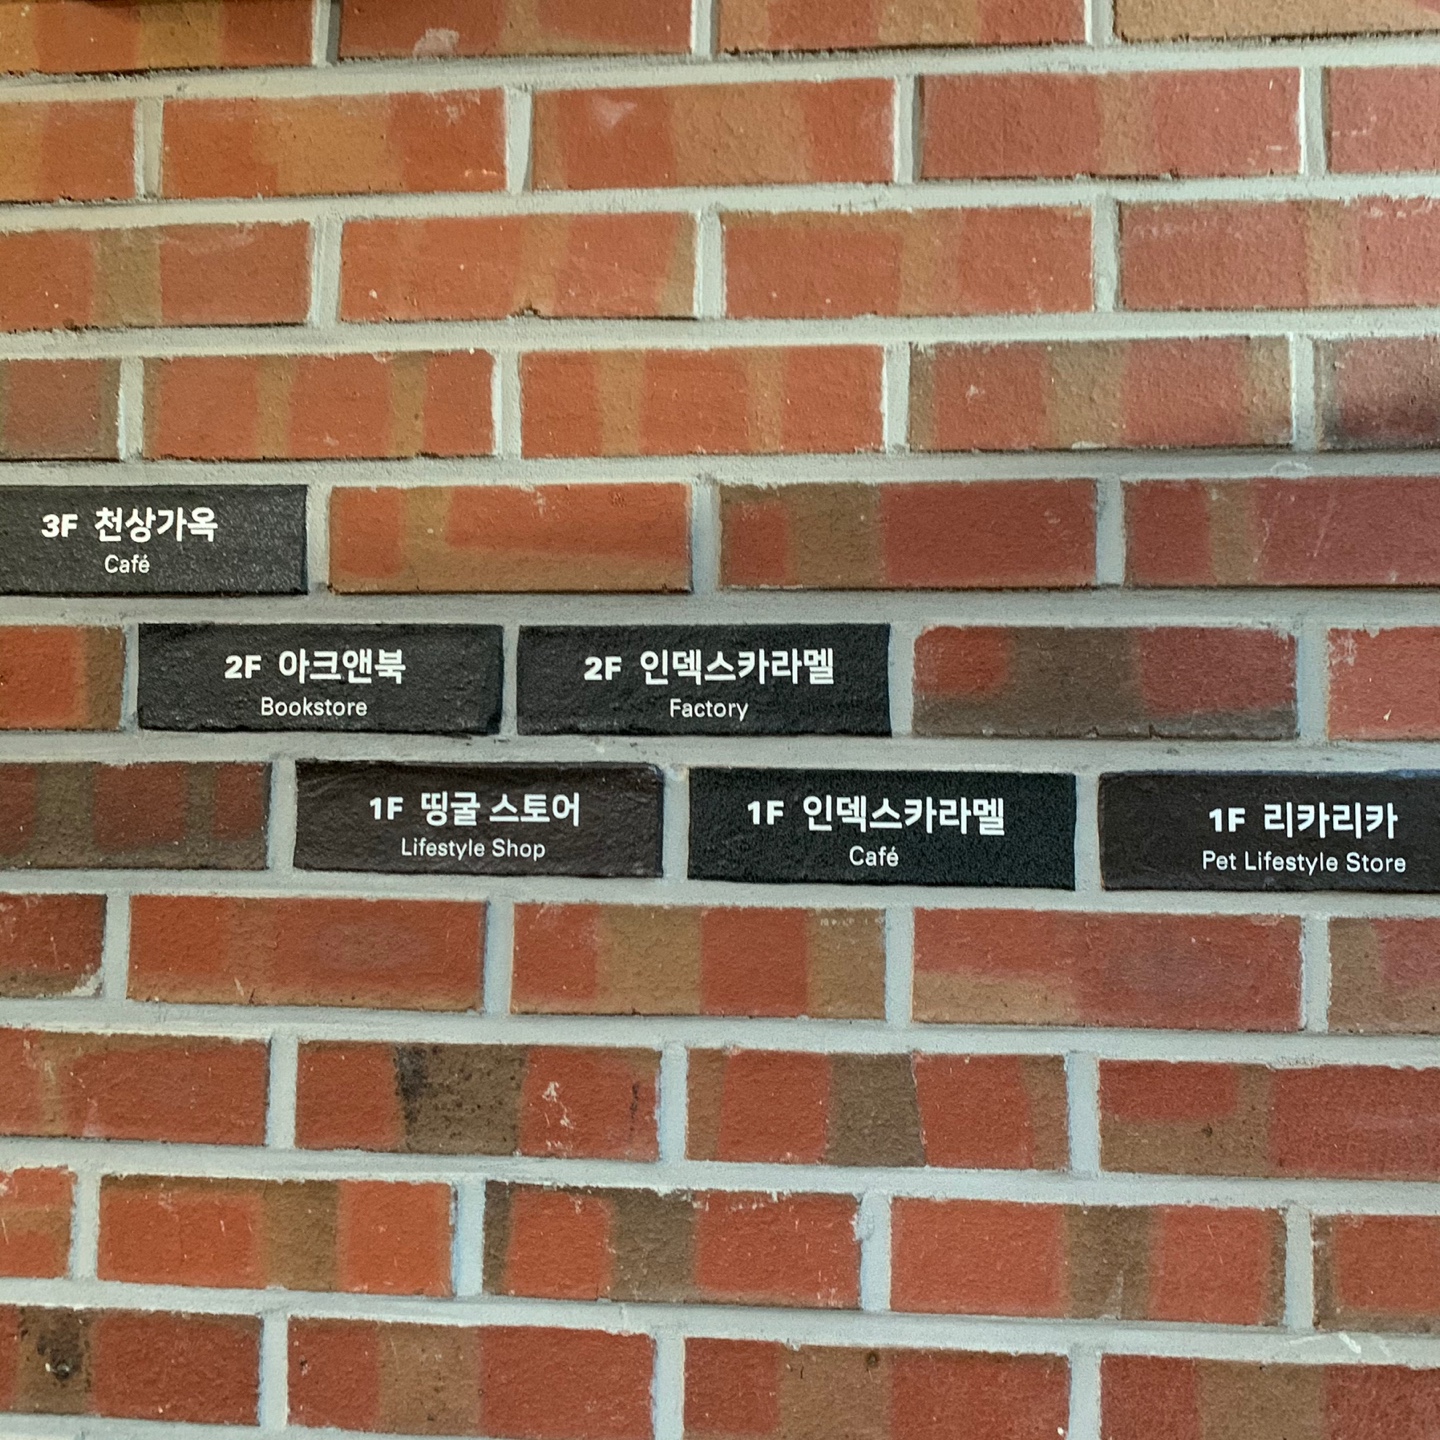 3F 천상가옥
Café
2F 아크앤북
Bookstore
2F 인덱스카라멜
Factory
1F 띵굴 스토어
Lifestyle Shop
1F 인덱스카라멜
Café
1F 리카리카
Pet Lifestyle Store